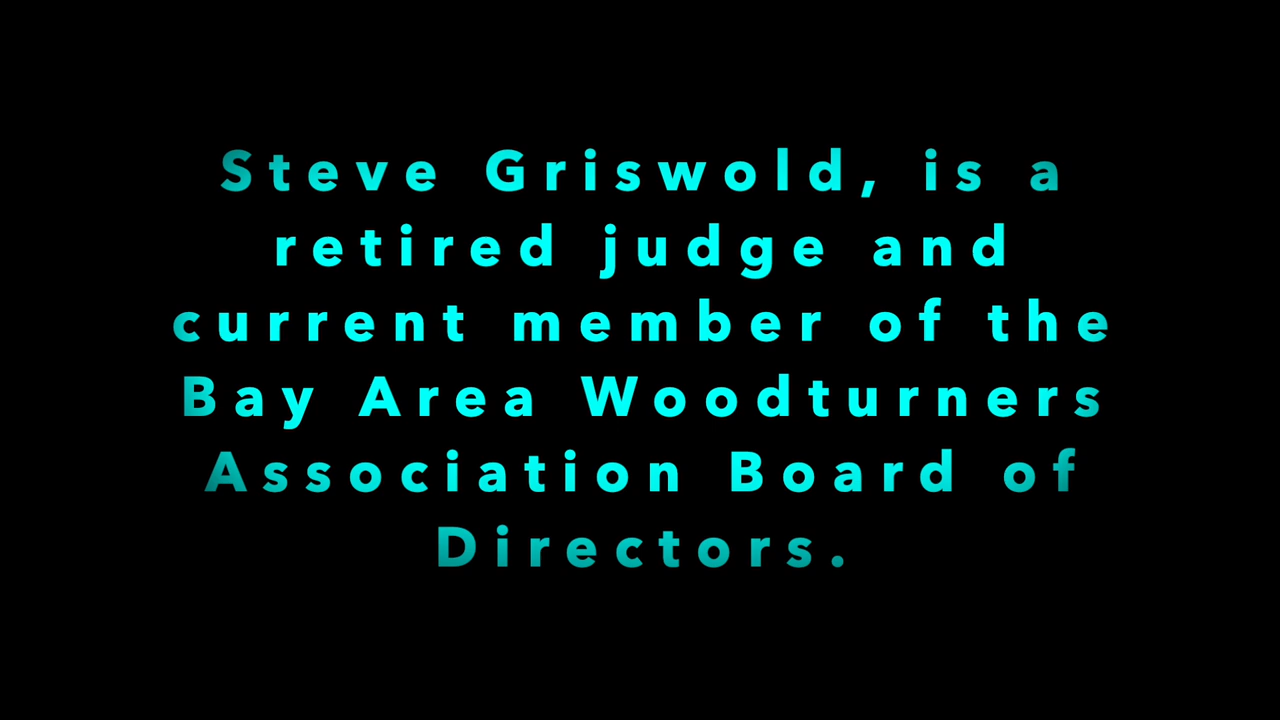 Steve Griswold, is a
retired judge and
current member of the
Bay Area Woodturners
Association Board of
Directors.